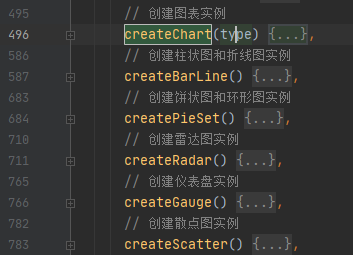 495 // 创建图表实例
496 createChart(type) {...},
586 // 创建柱状图和折线图实例
587 createBarLine() {...},
683 // 创建饼状图和环形图实例
684 createPieSet() {...},
710 // 创建雷达图实例
711 createRadar() {...},
765 // 创建仪表盘实例
766 createGauge() {...},
782 // 创建散点图实例
783 createScatter() {...},